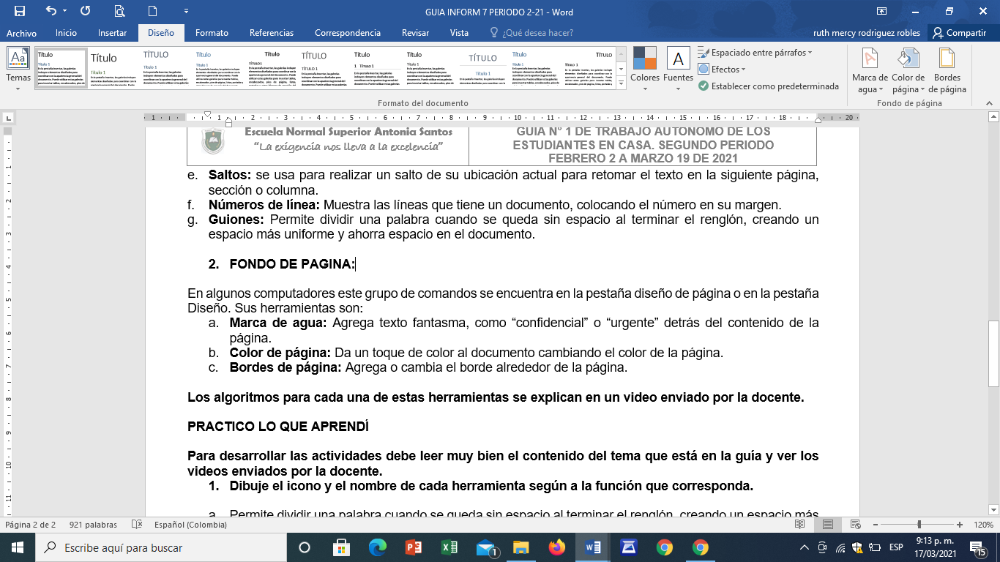 GUIA INFORM 7 PERIODO 2-21 - Word
Archivo Inicio Insertar Diseño Formato Referencias Correspondencia Revisar Vista ¿Qué desea hacer? ruth mercy rodriguez robles Compartir
Temas
Colores
Fuentes
Espaciado entre párrafos
Efectos
Establecer como predeterminada
Marca de agua
Color de página
Bordes de página
Formato del documento
Fondo de página
Escuela Normal Superior Antonia Santos
"La exigencia nos lleva a la excelencia"
GUIA N° 1 DE TRABAJO AUTONOMO DE LOS
ESTUDIANTES EN CASA. SEGUNDO PERIODO
FEBRERO 2 A MARZO 19 DE 2021
e. Saltos: se usa para realizar un salto de su ubicación actual para retomar el texto en la siguiente página,
sección o columna.
f. Números de línea: Muestra las líneas que tiene un documento, colocando el número en su margen.
g. Guiones: Permite dividir una palabra cuando se queda sin espacio al terminar el renglón, creando un
espacio más uniforme y ahorra espacio en el documento.
2. FONDO DE PAGINA:
En algunos computadores este grupo de comandos se encuentra en la pestaña diseño de página o en la pestaña
Diseño. Sus herramientas son:
a. Marca de agua: Agrega texto fantasma, como “confidencial” o “urgente” detrás del contenido de la
página.
b. Color de página: Da un toque de color al documento cambiando el color de la página.
c. Bordes de página: Agrega o cambia el borde alrededor de la página.
Los algoritmos para cada una de estas herramientas se explican en un video enviado por la docente.
PRACTICO LO QUE APRENDÍ
Para desarrollar las actividades debe leer muy bien el contenido del tema que está en la guía y ver los
videos enviados por la docente.
1. Dibuje el icono y el nombre de cada herramienta según a la función que corresponda.
a. Permite dividir una palabra cuando se queda sin espacio al terminar el renglón, creando un espacio más
Página 2 de 2 921 palabras Español (Colombia) 120%
Escribe aquí para buscar
ESP
9:13 p. m.
17/03/2021
15